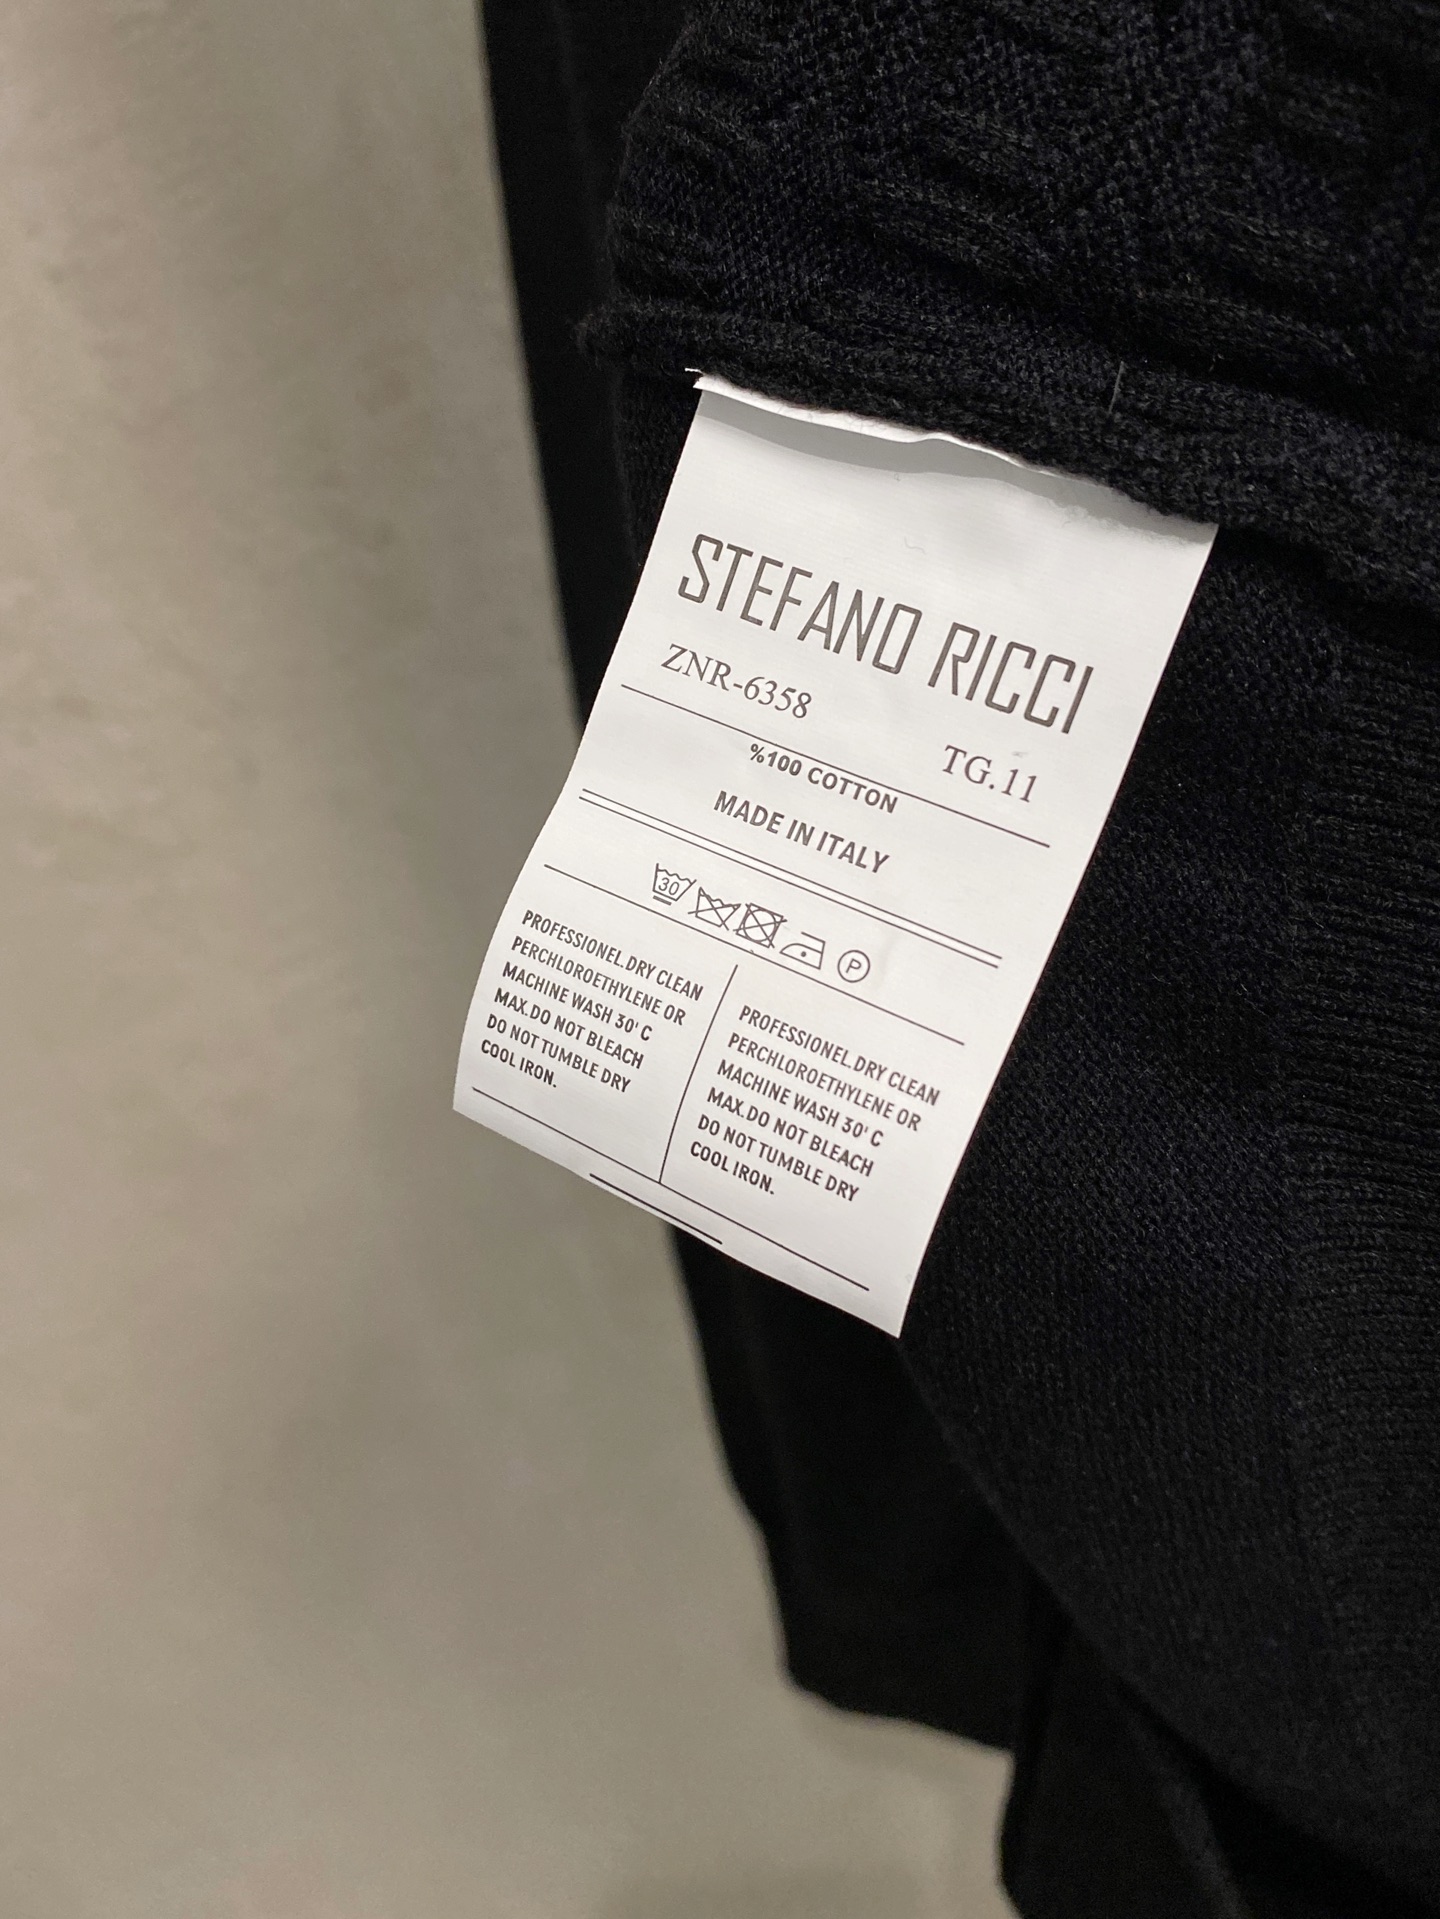 STEFANO RICCI
ZNR-6358
TG.11
%100 COTTON
MADE IN ITALY
30
P
PROFESSIONEL.DRY CLEAN
PERCHLOROETHYLENE OR
MACHINE WASH 30' C
MAX.DO NOT BLEACH
DO NOT TUMBLE DRY
COOL IRON.
PROFESSIONEL.DRY CLEAN
PERCHLOROETHYLENE OR
MACHINE WASH 30' C
MAX.DO NOT BLEACH
DO NOT TUMBLE DRY
COOL IRON.